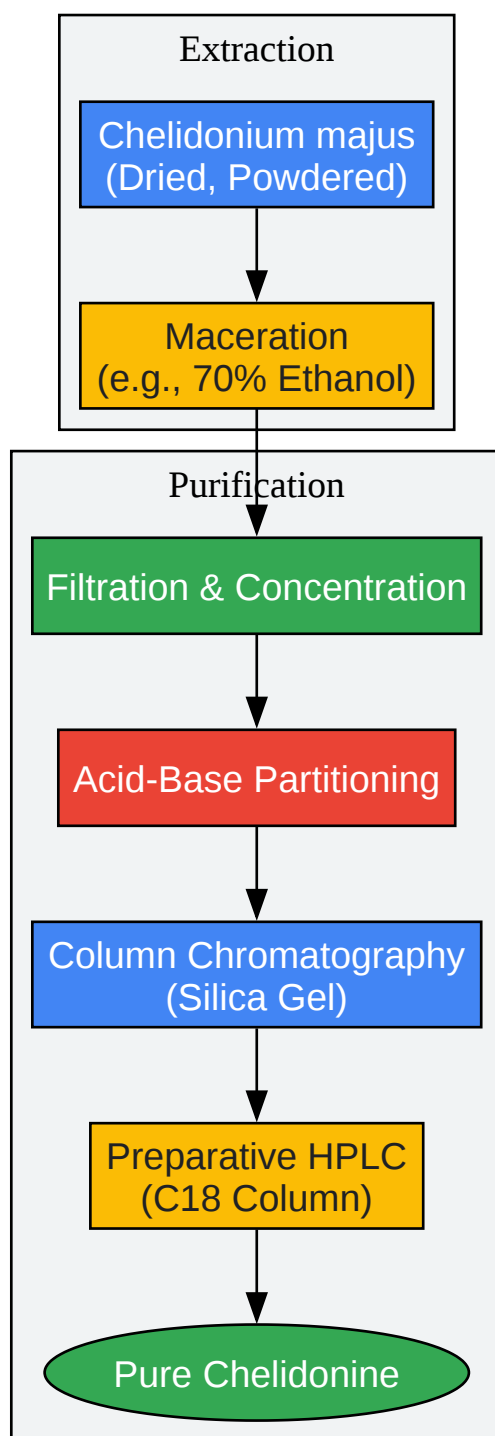 Extraction
Chelidonium majus
(Dried, Powdered)
Maceration
(e.g., 70% Ethanol)
Purification
Filtration & Concentration
Acid-Base Partitioning
Column Chromatography
(Silica Gel)
Preparative HPLC
(C18 Column)
Pure Chelidonine